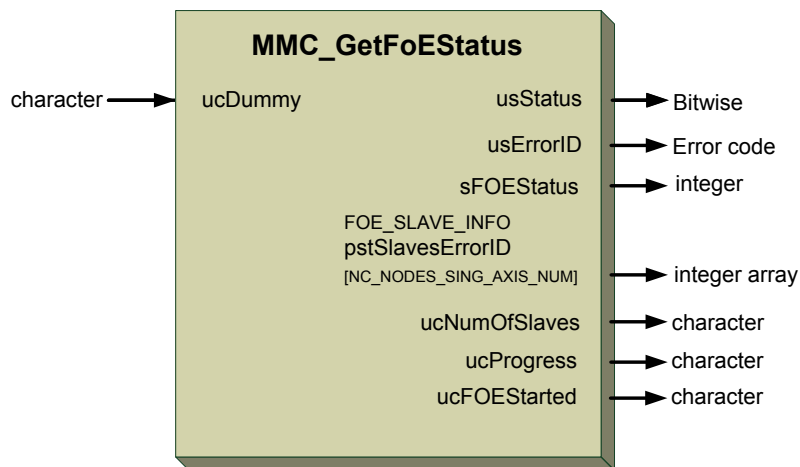 MMC_GetFoEStatus
character ucDummy usStatus Bitwise
usErrorID Error code
sFOEStatus integer
FOE_SLAVE_INFO
pstSlavesErrorID
[NC_NODES_SING_AXIS_NUM] integer array
ucNumOfSlaves character
ucProgress character
ucFOEStarted character